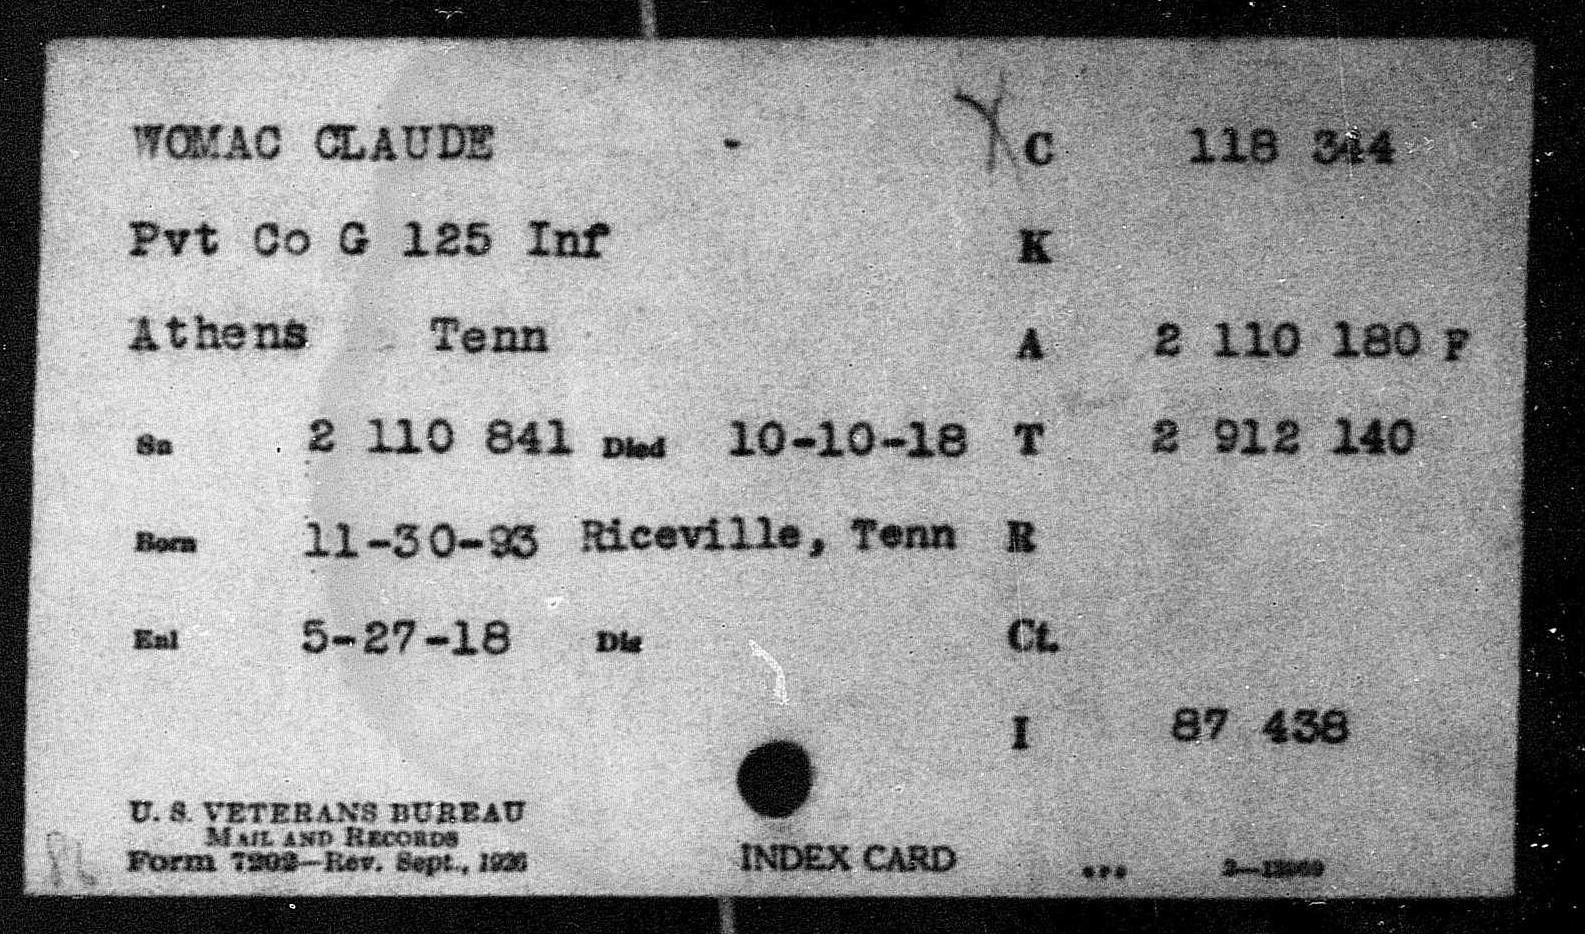 WOMAC CLAUDE - C 118 344
Pvt Co G 125 Inf K
Athens Tenn A 2 110 180 F
Sn 2 110 841 Died 10-10-18 T 2 912 140
Born 11-30-93 Riceville, Tenn R
Enl 5-27-18 Dis Ct.
I 87 438
U. S. VETERANS BUREAU
MAIL AND RECORDS
Form 7202—Rev. Sept., 1926
INDEX CARD